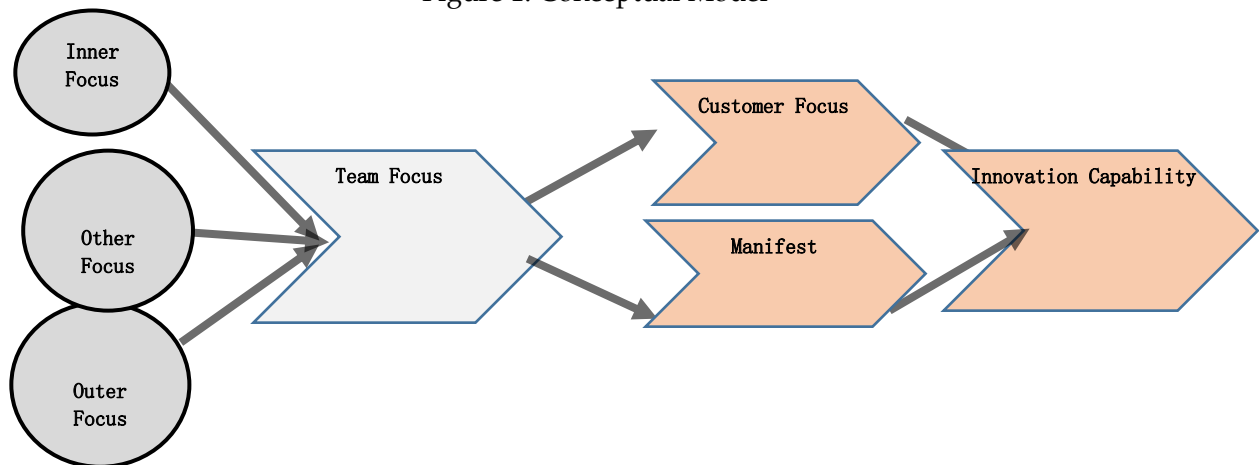 Inner
Focus
Customer Focus
Team Focus
Innovation Capability
Other
Focus
Manifest
Outer
Focus